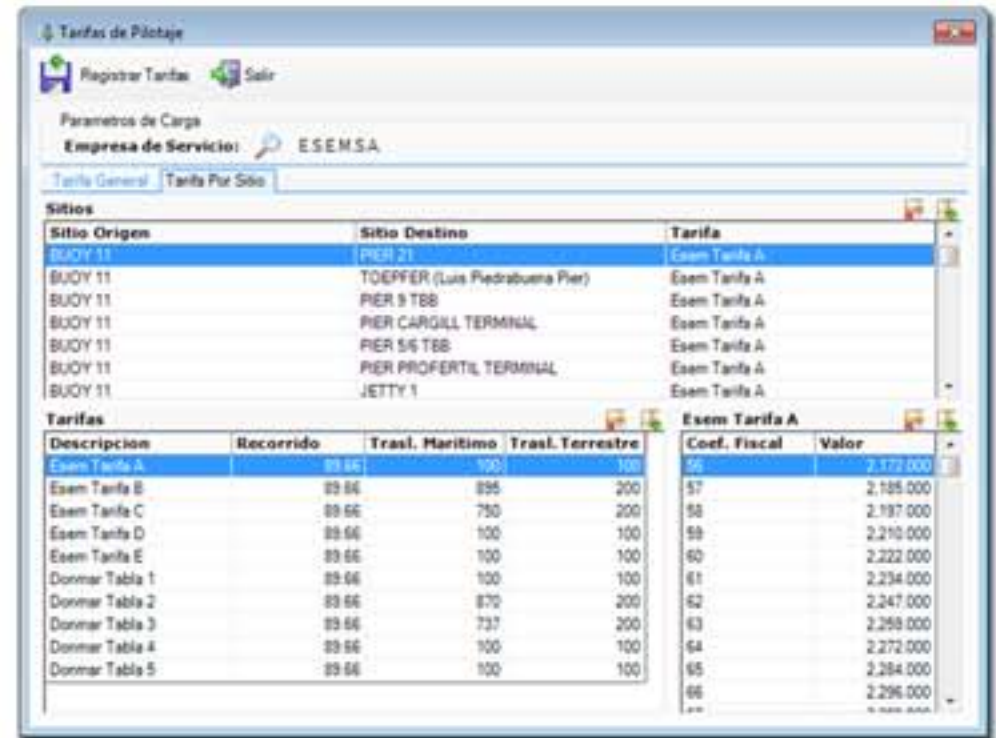 Tarifas de Pilotaje
Registrar Tarifas Salir
Parametros de Carga
Empresa de Servicio: E.S.E.M.S.A.
Tarifa General Tarifa Por Sitio
Sitios
Sitio Origen Sitio Destino Tarifa
BUOY 11 PIER 21 Esem Tarifa A
BUOY 11 TOEPFER (Luis Piedrabuena Pier) Esem Tarifa A
BUOY 11 PIER 9 TBB Esem Tarifa A
BUOY 11 PIER CARGILL TERMINAL Esem Tarifa A
BUOY 11 PIER 5/6 TBB Esem Tarifa A
BUOY 11 PIER PROFERTIL TERMINAL Esem Tarifa A
BUOY 11 JETTY 1 Esem Tarifa A
Tarifas Esem Tarifa A
Descripcion Recorrido Trasl. Maritimo Trasl. Terrestre Coef. Fiscal Valor
Esem Tarifa A 89.66 100 100 56 2,172.000
Esem Tarifa B 89.66 895 200 57 2,185.000
Esem Tarifa C 89.66 750 200 58 2,197.000
Esem Tarifa D 89.66 100 100 59 2,210.000
Esem Tarifa E 89.66 100 100 60 2,222.000
Donmar Tabla 1 89.66 100 100 61 2,234.000
Donmar Tabla 2 89.66 870 200 62 2,247.000
Donmar Tabla 3 89.66 737 200 63 2,259.000
Donmar Tabla 4 89.66 100 100 64 2,272.000
Donmar Tabla 5 89.66 100 100 65 2,284.000
66 2,296.000